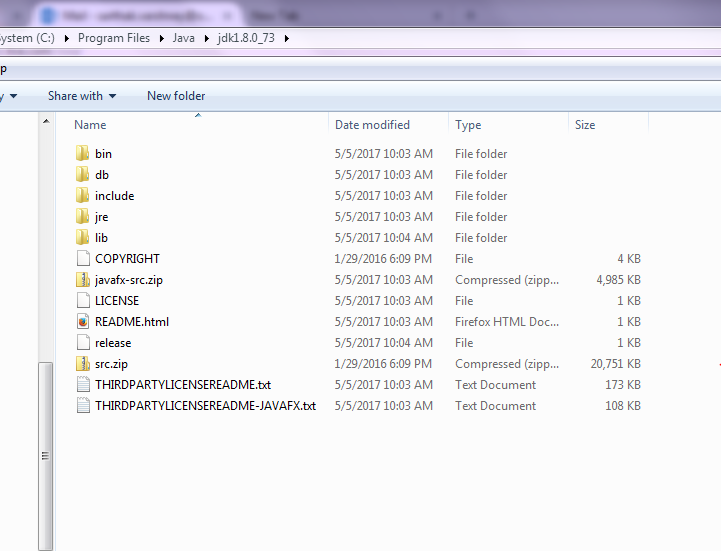 New Tab
System (C:) Program Files Java jdk1.8.0_73
p
Share with New folder
Name Date modified Type Size
bin 5/5/2017 10:03 AM File folder
db 5/5/2017 10:03 AM File folder
include 5/5/2017 10:03 AM File folder
jre 5/5/2017 10:03 AM File folder
lib 5/5/2017 10:04 AM File folder
COPYRIGHT 1/29/2016 6:09 PM File 4 KB
javafx-src.zip 5/5/2017 10:03 AM Compressed (zipp... 4,985 KB
LICENSE 5/5/2017 10:03 AM File 1 KB
README.html 5/5/2017 10:03 AM Firefox HTML Doc... 1 KB
release 5/5/2017 10:04 AM File 1 KB
src.zip 1/29/2016 6:09 PM Compressed (zipp... 20,751 KB
THIRDPARTYLICENSEREADME.txt 5/5/2017 10:03 AM Text Document 173 KB
THIRDPARTYLICENSEREADME-JAVAFX.txt 5/5/2017 10:03 AM Text Document 108 KB